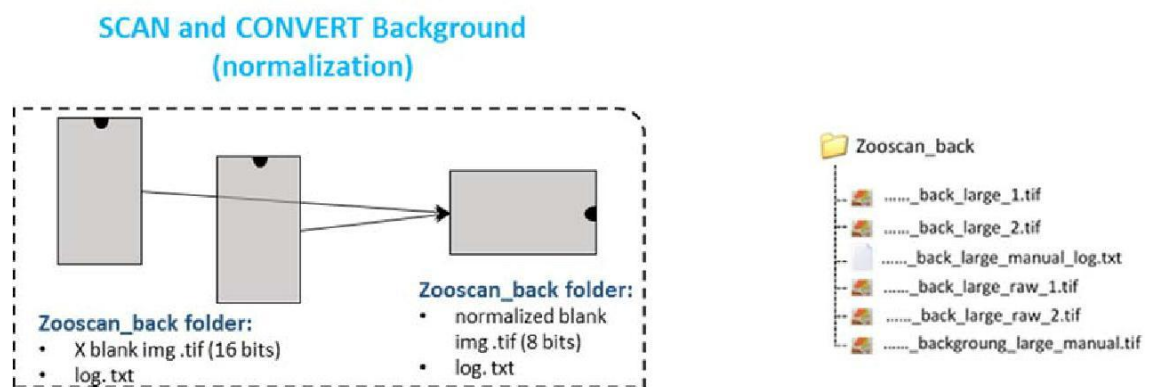 SCAN and CONVERT Background
(normalization)
Zooscan_back folder:
• X blank img .tif (16 bits)
• log. txt
Zooscan_back folder:
• normalized blank
img .tif (8 bits)
• log. txt
Zooscan_back
......_back_large_1.tif
......_back_large_2.tif
......_back_large_manual_log.txt
......_back_large_raw_1.tif
......_back_large_raw_2.tif
......_backgroung_large_manual.tif